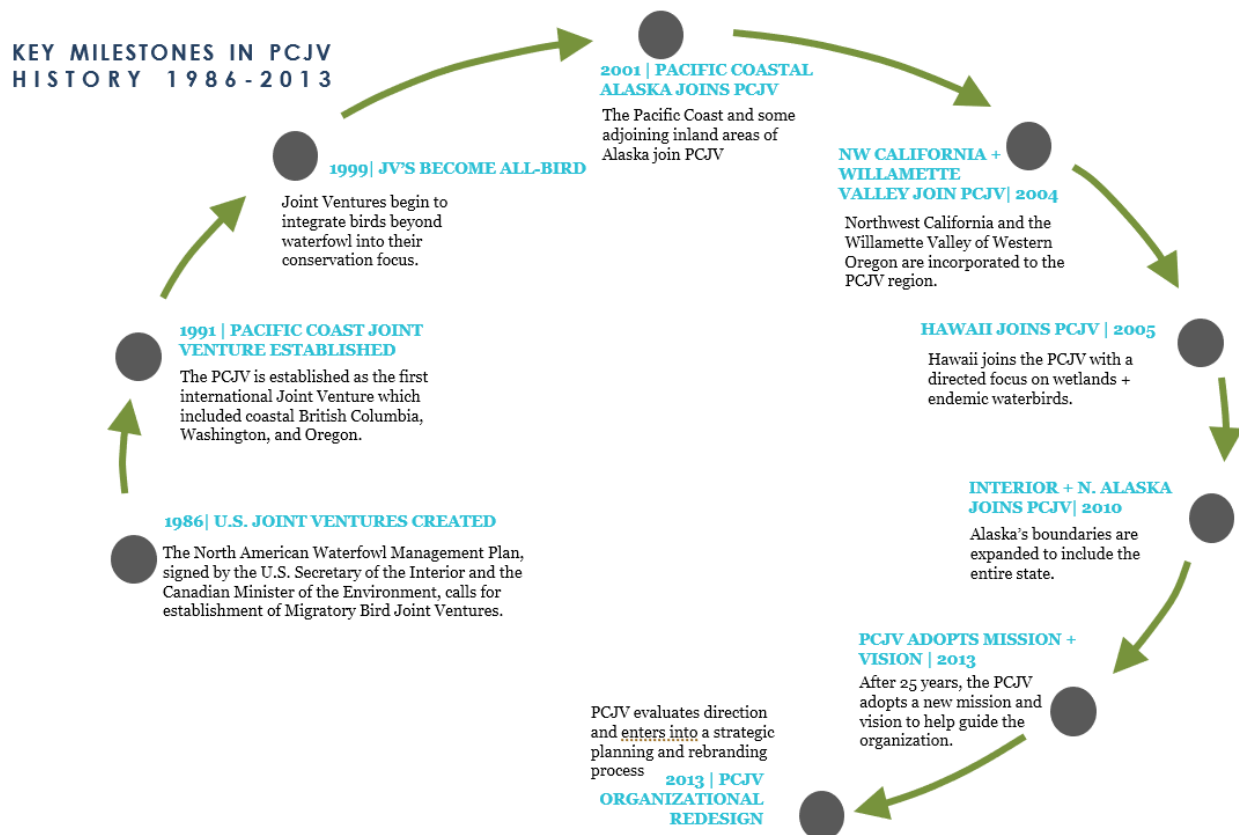 KEY MILESTONES IN PCJV
HISTORY 1986-2013
1986| U.S. JOINT VENTURES CREATED
The North American Waterfowl Management Plan,
signed by the U.S. Secretary of the Interior and the
Canadian Minister of the Environment, calls for
establishment of Migratory Bird Joint Ventures.
1991 | PACIFIC COAST JOINT
VENTURE ESTABLISHED
The PCJV is established as the first
international Joint Venture which
included coastal British Columbia,
Washington, and Oregon.
1999| JV'S BECOME ALL-BIRD
Joint Ventures begin to
integrate birds beyond
waterfowl into their
conservation focus.
2001 | PACIFIC COASTAL
ALASKA JOINS PCJV
The Pacific Coast and some
adjoining inland areas of
Alaska join PCJV
NW CALIFORNIA +
WILLAMETTE
VALLEY JOIN PCJV| 2004
Northwest California and the
Willamette Valley of Western
Oregon are incorporated to the
PCJV region.
HAWAII JOINS PCJV | 2005
Hawaii joins the PCJV with a
directed focus on wetlands +
endemic waterbirds.
INTERIOR + N. ALASKA
JOINS PCJV| 2010
Alaska's boundaries are
expanded to include the
entire state.
PCJV ADOPTS MISSION +
VISION | 2013
After 25 years, the PCJV
adopts a new mission and
vision to help guide the
organization.
PCJV evaluates direction
and enters into a strategic
planning and rebranding
process
2013 | PCJV
ORGANIZATIONAL
REDESIGN